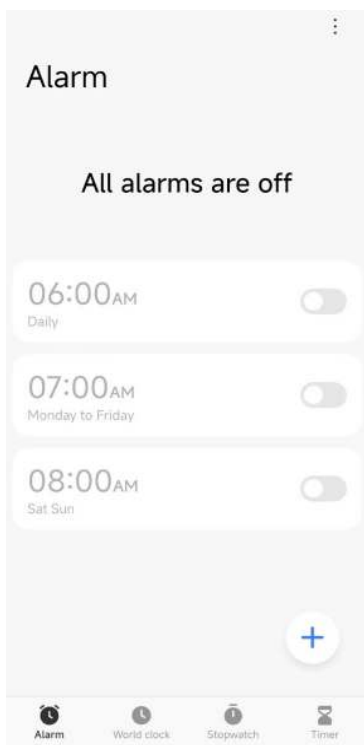 Alarm
All alarms are off
06:00AM
Daily
07:00AM
Monday to Friday
08:00AM
Sat Sun
Alarm World clock Stopwatch Timer